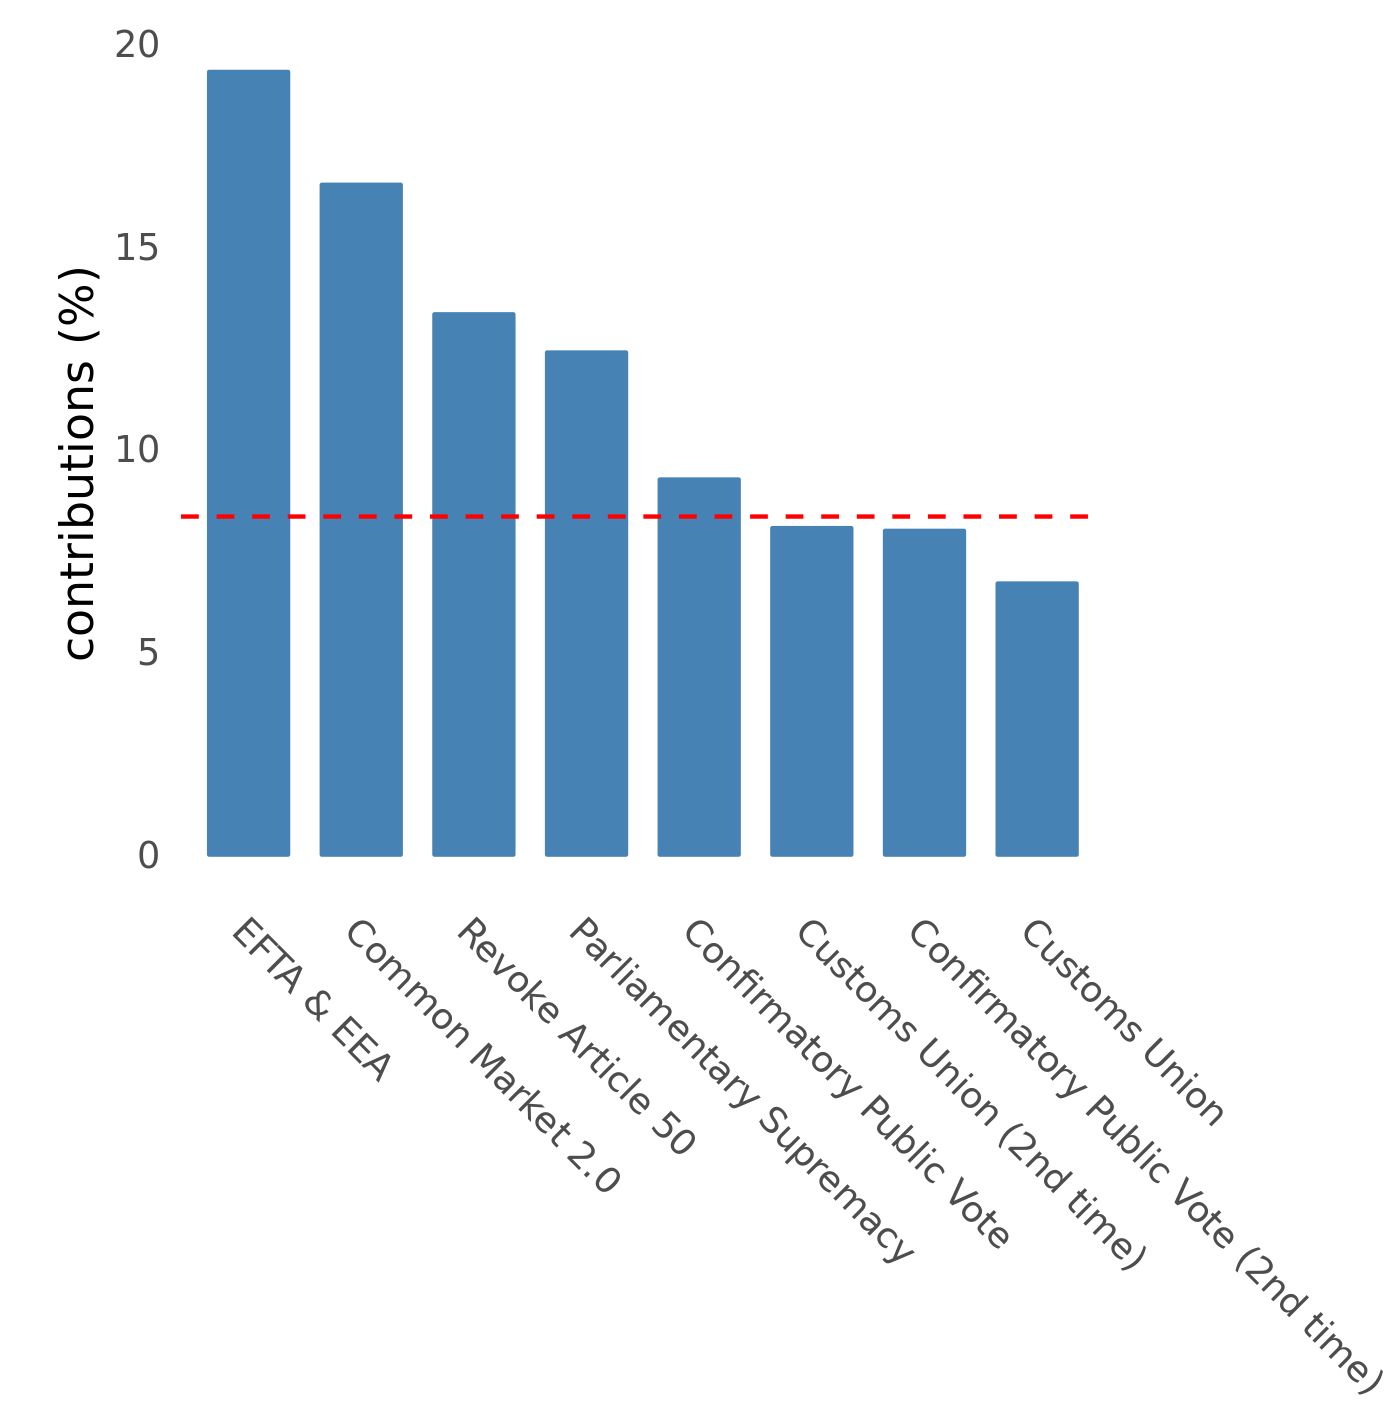 20
15
10
5
0
contributions (%)
EFTA & EEA
Common Market 2.0
Revoke Article 50
Parliamentary Supremacy
Confirmatory Public Vote
Customs Union (2nd time)
Confirmatory Public Vote (2nd time)
Customs Union